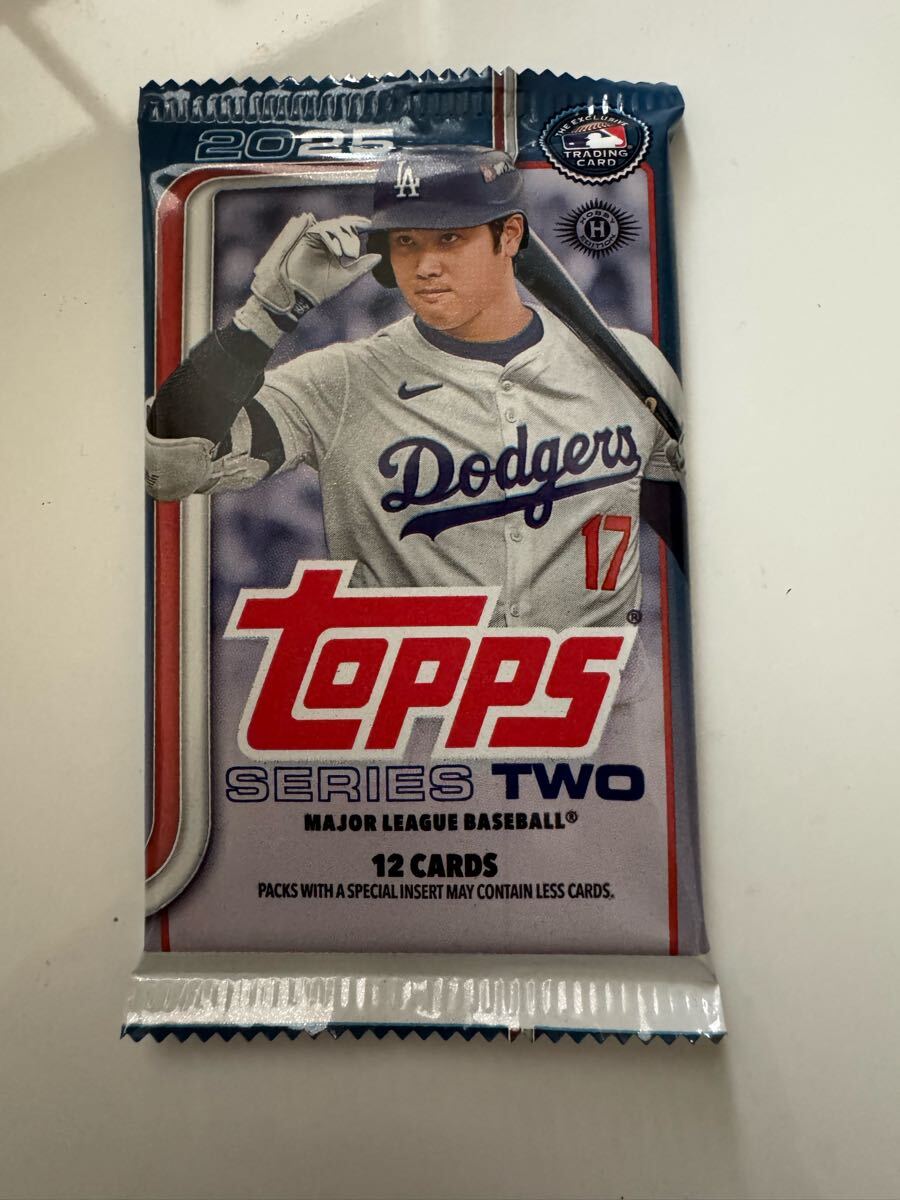 2025
THE EXCLUSIVE
TRADING
CARD
HOBBY
H
EDITION
LA
Dodgers
17
topps®
SERIES TWO
MAJOR LEAGUE BASEBALL®
12 CARDS
PACKS WITH A SPECIAL INSERT MAY CONTAIN LESS CARDS.